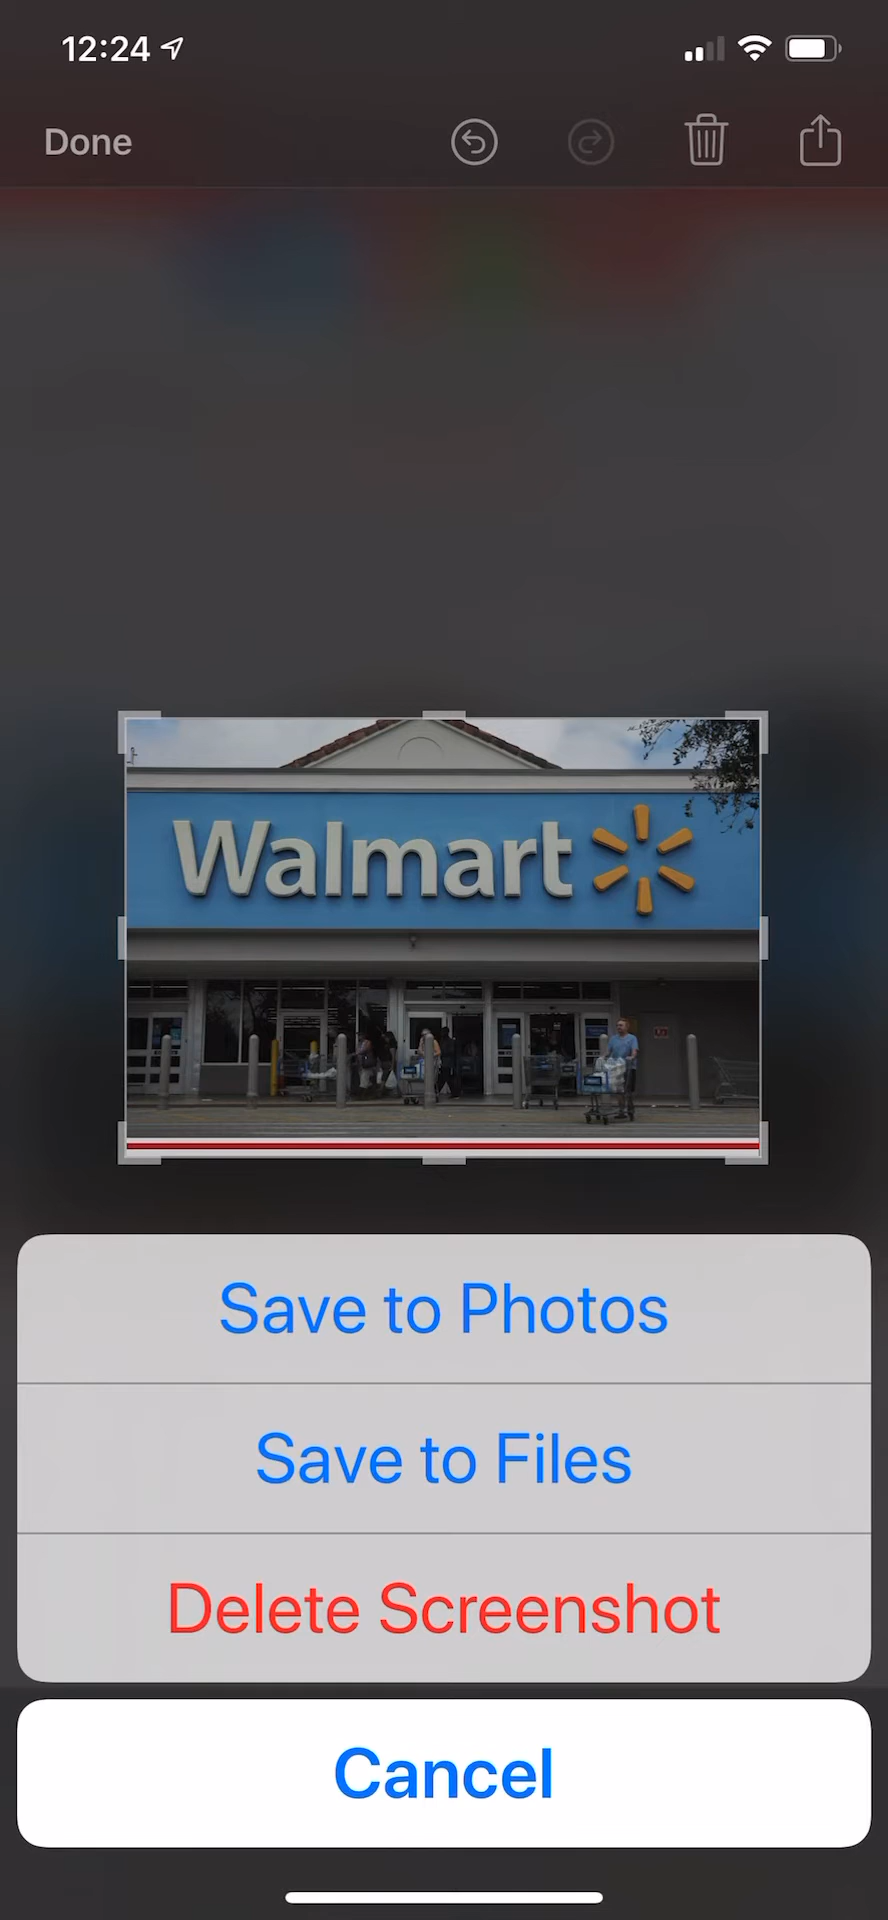 12:24
Done
Walmart
Save to Photos
Save to Files
Delete Screenshot
Cancel